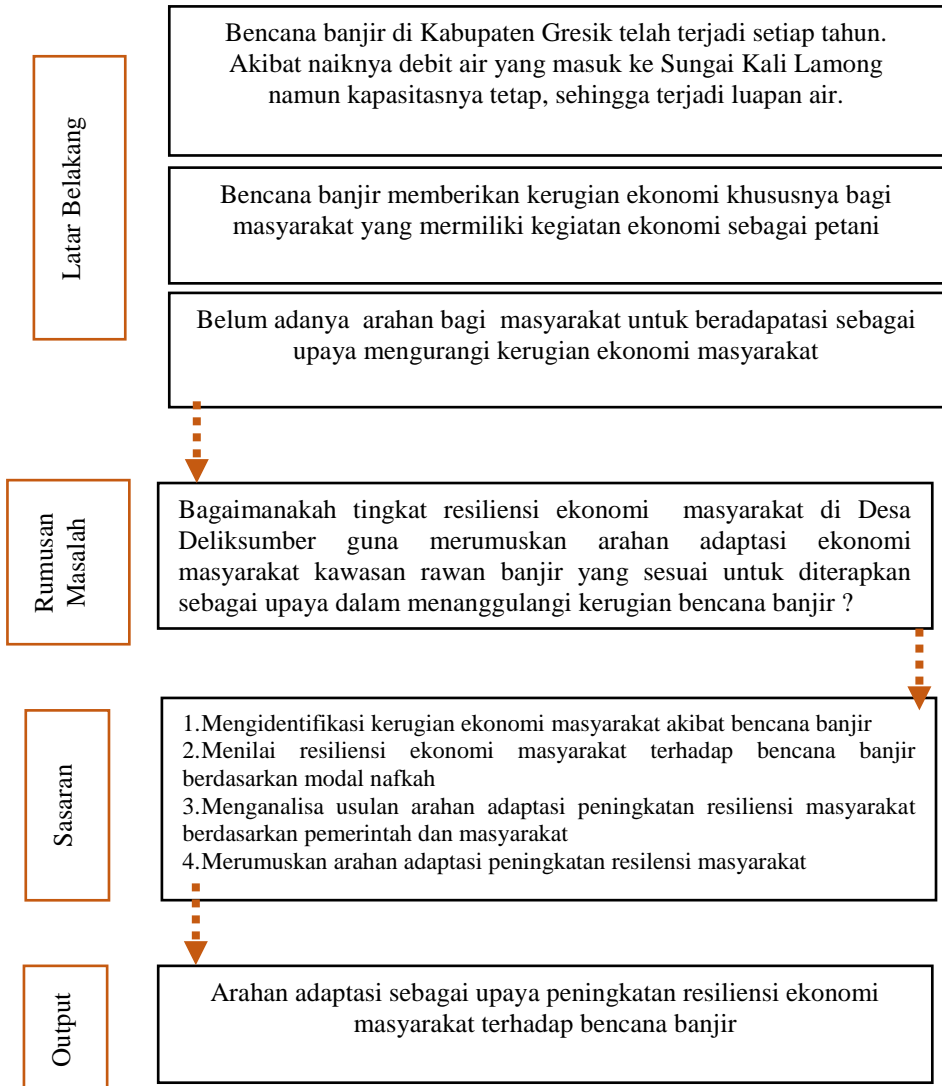 Latar Belakang
Bencana banjir di Kabupaten Gresik telah terjadi setiap tahun.
Akibat naiknya debit air yang masuk ke Sungai Kali Lamong
namun kapasitasnya tetap, sehingga terjadi luapan air.
Bencana banjir memberikan kerugian ekonomi khususnya bagi
masyarakat yang mermiliki kegiatan ekonomi sebagai petani
Belum adanya arahan bagi masyarakat untuk beradapatasi sebagai
upaya mengurangi kerugian ekonomi masyarakat
Rumusan
Masalah
Bagaimanakah tingkat resiliensi ekonomi masyarakat di Desa
Deliksumber guna merumuskan arahan adaptasi ekonomi
masyarakat kawasan rawan banjir yang sesuai untuk diterapkan
sebagai upaya dalam menanggulangi kerugian bencana banjir ?
Sasaran
1.Mengidentifikasi kerugian ekonomi masyarakat akibat bencana banjir
2.Menilai resiliensi ekonomi masyarakat terhadap bencana banjir
berdasarkan modal nafkah
3.Menganalisa usulan arahan adaptasi peningkatan resiliensi masyarakat
berdasarkan pemerintah dan masyarakat
4.Merumuskan arahan adaptasi peningkatan resilensi masyarakat
Output
Arahan adaptasi sebagai upaya peningkatan resiliensi ekonomi
masyarakat terhadap bencana banjir